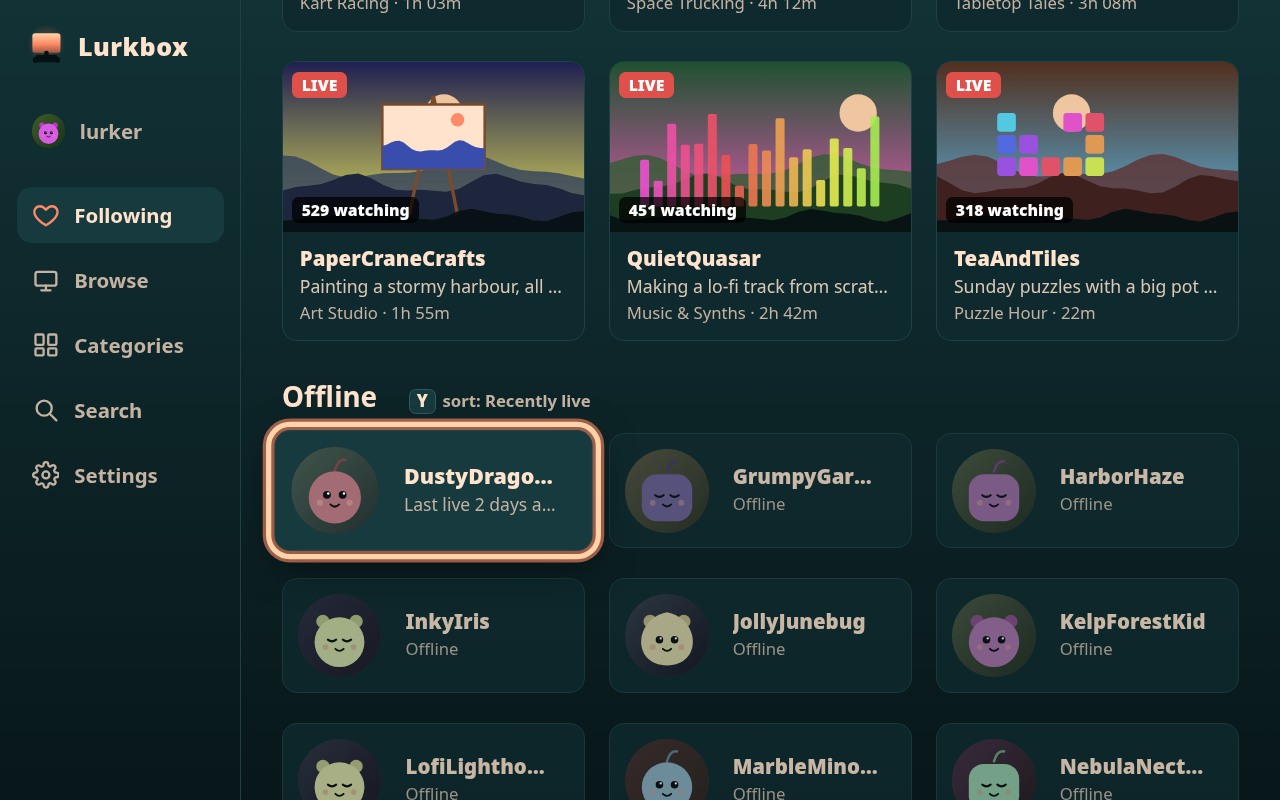 Lurkbox
lurker
Following
Browse
Categories
Search
Settings
Kart Racing · 1h 03m
Space Trucking · 4h 12m
Tabletop Tales · 3h 08m
LIVE
529 watching
PaperCraneCrafts
Painting a stormy harbour, all ...
Art Studio · 1h 55m
LIVE
451 watching
QuietQuasar
Making a lo-fi track from scrat...
Music & Synths · 2h 42m
LIVE
318 watching
TeaAndTiles
Sunday puzzles with a big pot ...
Puzzle Hour · 22m
Offline
Y sort: Recently live
DustyDrago...
Last live 2 days a...
GrumpyGar...
Offline
HarborHaze
Offline
InkyIris
Offline
JollyJunebug
Offline
KelpForestKid
Offline
LofiLightho...
Offline
MarbleMino...
Offline
NebulaNect...
Offline